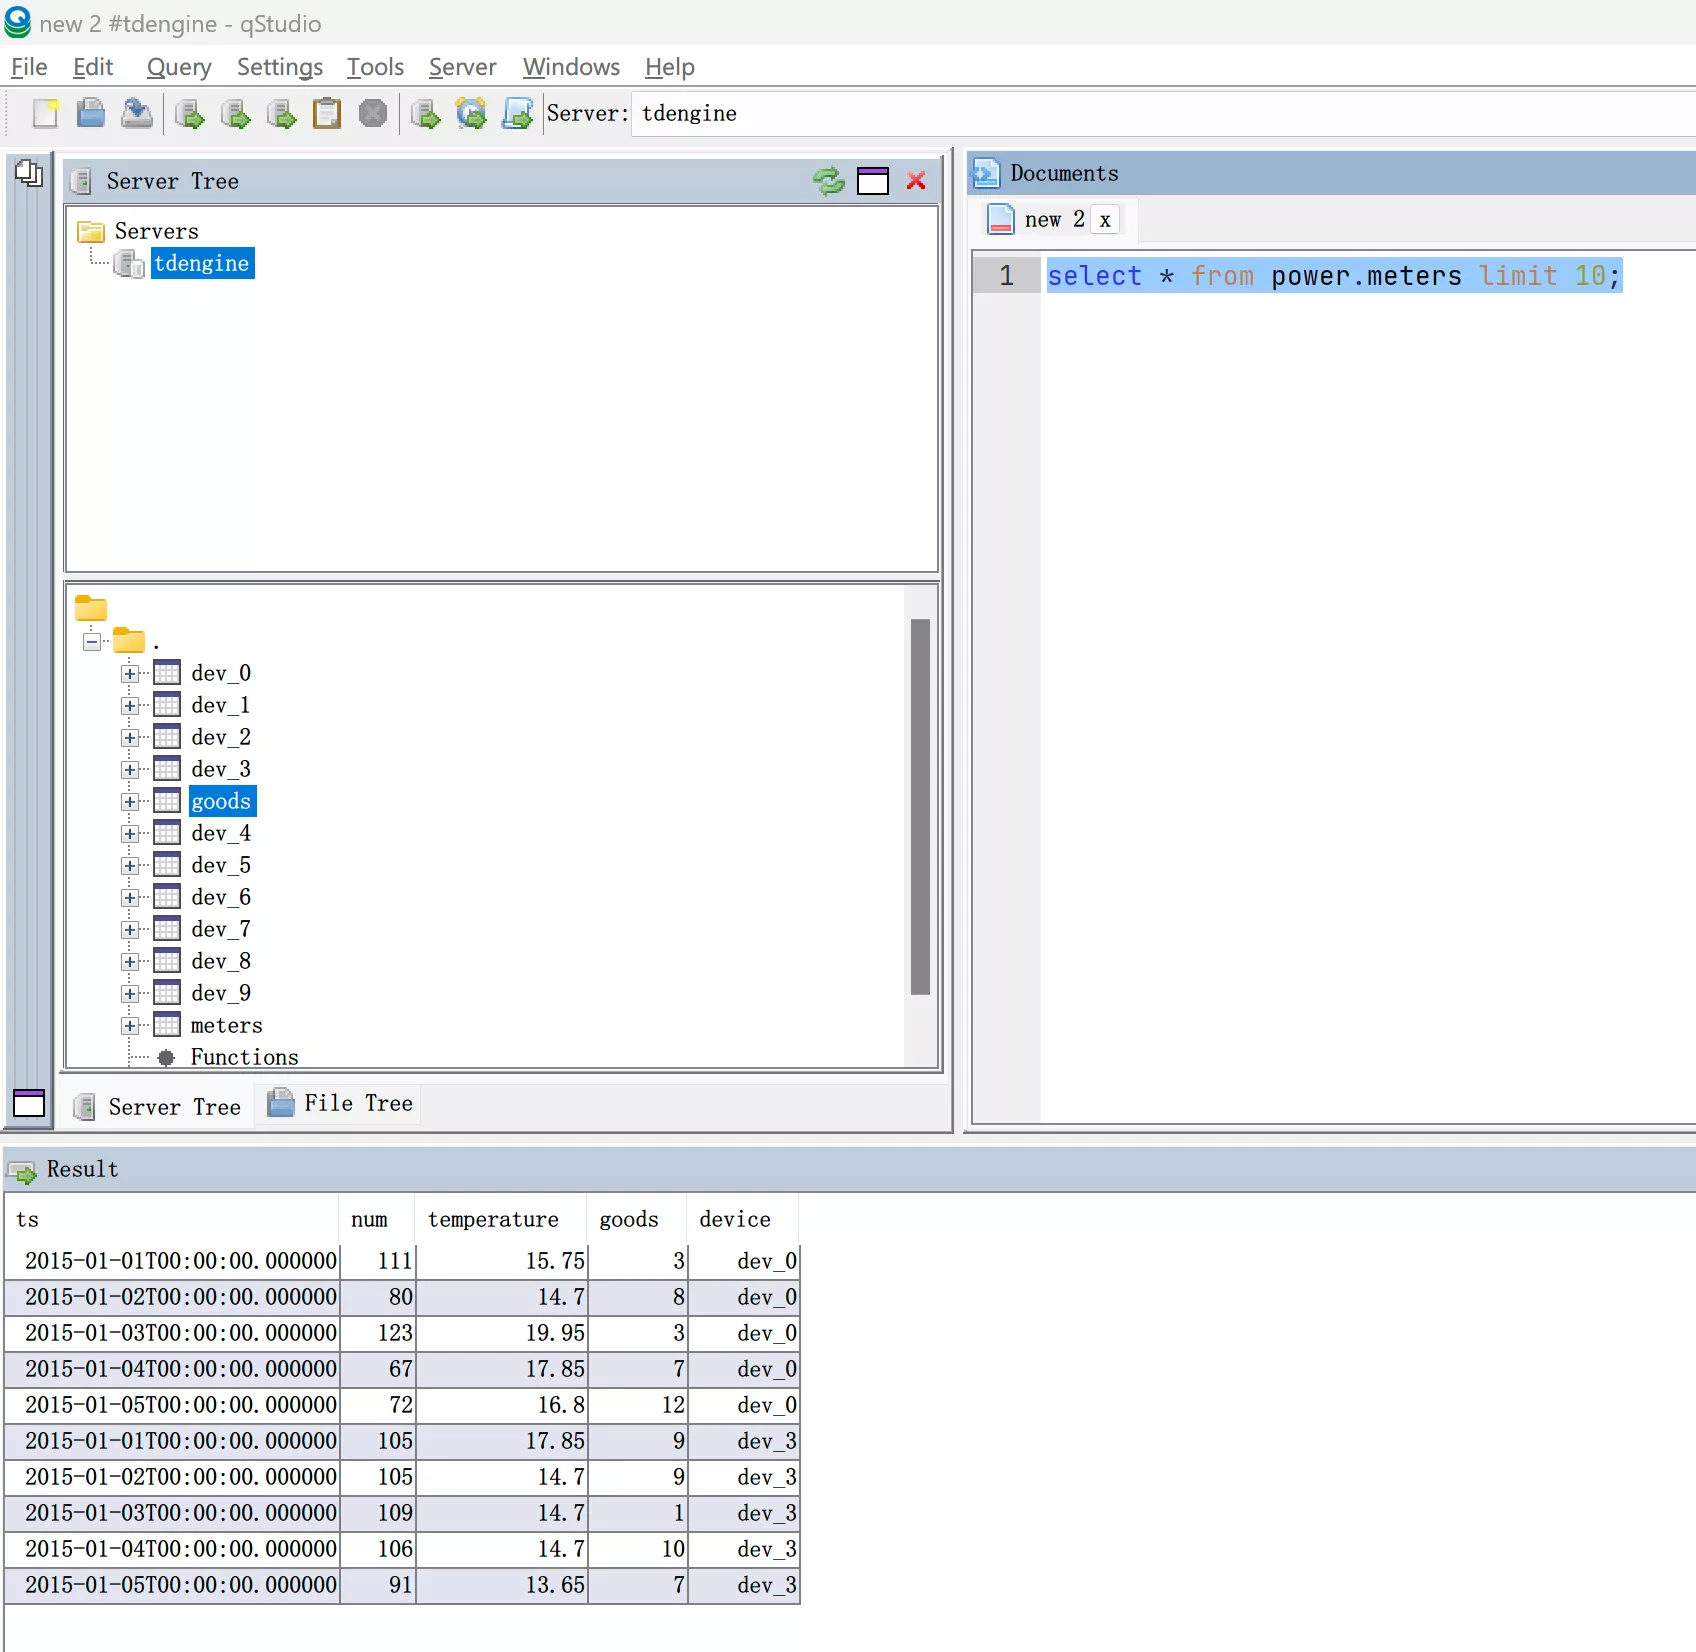 new 2 #tdengine - qStudio
File Edit Query Settings Tools Server Windows Help
Server: tdengine
Server Tree
Servers
tdengine
.
dev_0
dev_1
dev_2
dev_3
goods
dev_4
dev_5
dev_6
dev_7
dev_8
dev_9
meters
Functions
Server Tree File Tree
Documents
new 2 x
1 select * from power.meters limit 10;
Result
ts num temperature goods device
2015-01-01T00:00:00.000000 111 15.75 3 dev_0
2015-01-02T00:00:00.000000 80 14.7 8 dev_0
2015-01-03T00:00:00.000000 123 19.95 3 dev_0
2015-01-04T00:00:00.000000 67 17.85 7 dev_0
2015-01-05T00:00:00.000000 72 16.8 12 dev_0
2015-01-01T00:00:00.000000 105 17.85 9 dev_3
2015-01-02T00:00:00.000000 105 14.7 9 dev_3
2015-01-03T00:00:00.000000 109 14.7 1 dev_3
2015-01-04T00:00:00.000000 106 14.7 10 dev_3
2015-01-05T00:00:00.000000 91 13.65 7 dev_3